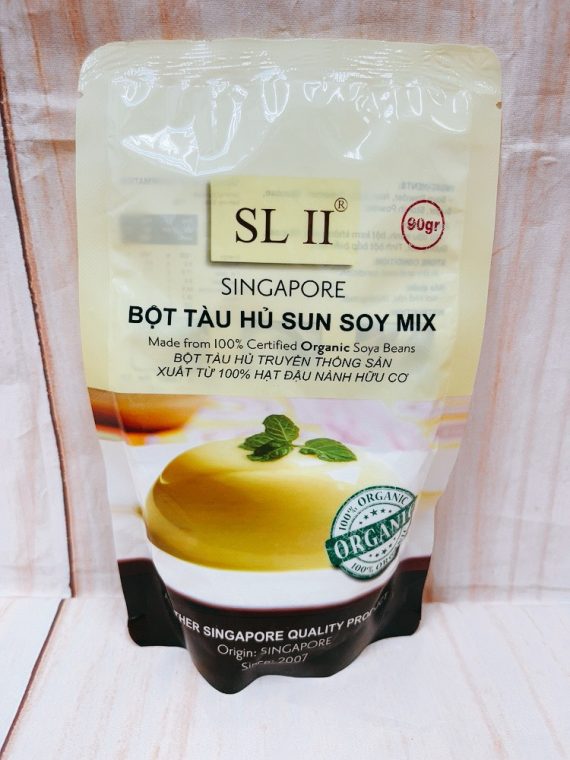 SL II®
90gr
SINGAPORE
BỘT TÀU HỦ SUN SOY MIX
Made from 100% Certified Organic Soya Beans
BỘT TÀU HỦ TRUYỀN THỐNG SẢN
XUẤT TỪ 100% HẠT ĐẬU NÀNH HỮU CƠ
100% ORGANIC
ORGANIC
100% ORGANIC
SINGAPORE QUALITY
Origin: SINGAPORE
Since: 2007